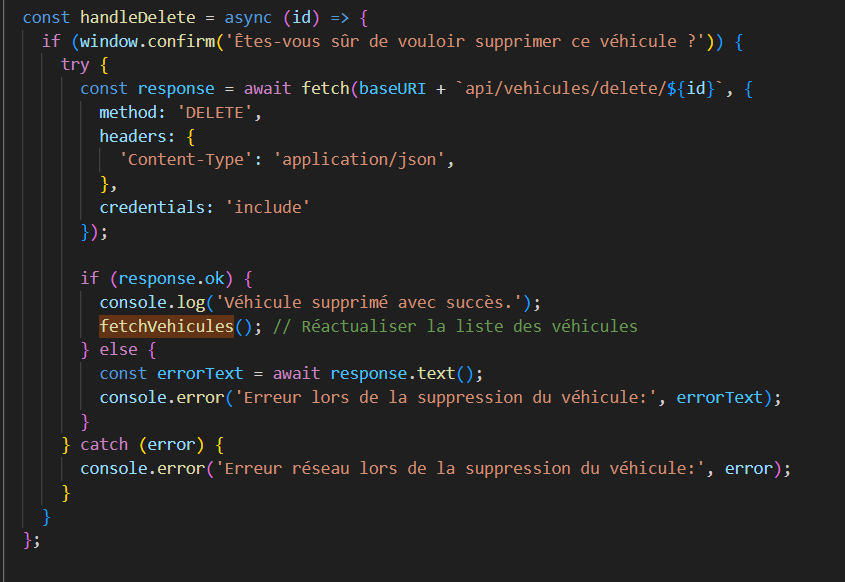 const handleDelete = async (id) => {
if (window.confirm('Êtes-vous sûr de vouloir supprimer ce véhicule ?')) {
try {
const response = await fetch(baseURI + `api/vehicules/delete/${id}`, {
method: 'DELETE',
headers: {
'Content-Type': 'application/json',
},
credentials: 'include'
});
if (response.ok) {
console.log('Véhicule supprimé avec succès.');
fetchVehicules(); // Réactualiser la liste des véhicules
} else {
const errorText = await response.text();
console.error('Erreur lors de la suppression du véhicule:', errorText);
}
} catch (error) {
console.error('Erreur réseau lors de la suppression du véhicule:', error);
}
}
};